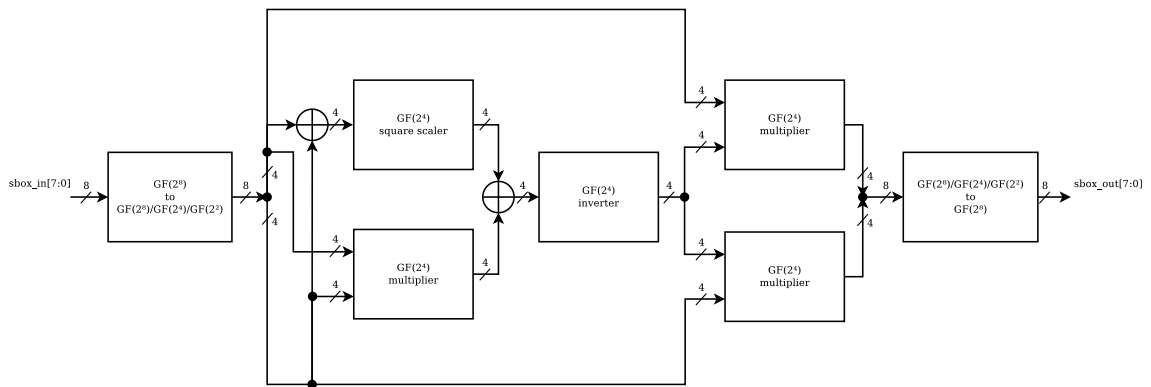 sbox_in[7:0]
8
GF(2⁸)
to
GF(2⁸)/GF(2⁴)/GF(2²)
8
4
4
4
GF(2⁴)
square scaler
4
4
4
GF(2⁴)
multiplier
4
4
GF(2⁴)
inverter
4
4
4
GF(2⁴)
multiplier
4
4
4
GF(2⁴)
multiplier
4
4
8
GF(2⁸)/GF(2⁴)/GF(2²)
to
GF(2⁸)
8
sbox_out[7:0]